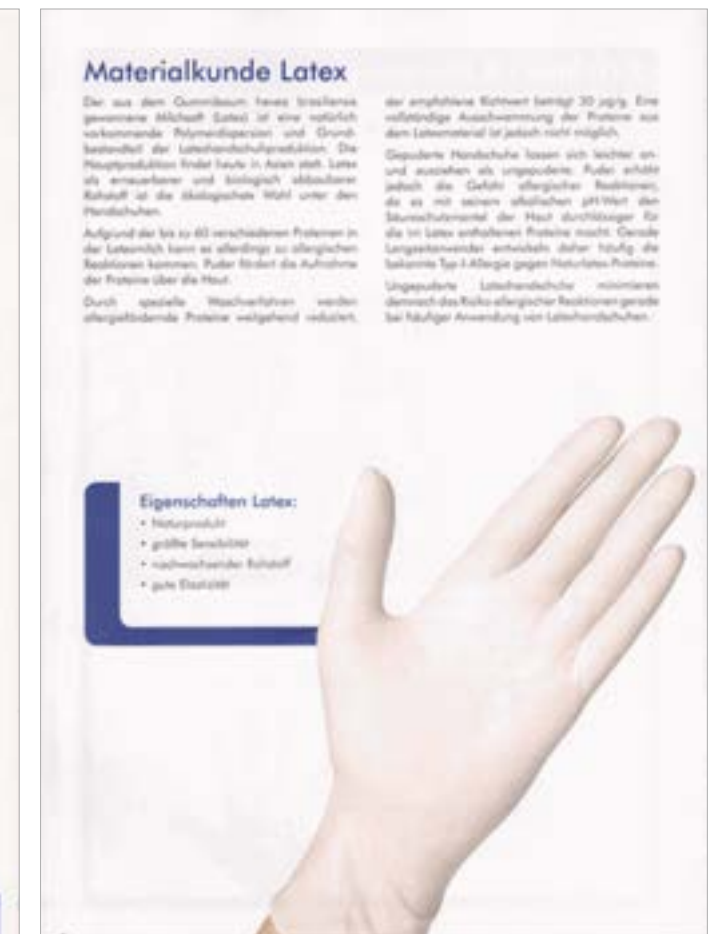 Materialkunde Latex
Der aus dem Gummibaum hevea brasiliensis
gewonnene Milchsaft (Latex) ist eine natürlich
vorkommende Polymerdispersion und Grund-
bestandteil der Latexhandschuhproduktion. Die
Hauptproduktion findet heute in Asien statt. Latex
als erneuerbarer und biologisch abbaubarer
Rohstoff ist die ökologischste Wahl unter den
Handschuhen.
Aufgrund der bis zu 60 verschiedenen Proteinen in
der Latexmilch kann es allerdings zu allergischen
Reaktionen kommen. Puder fördert die Aufnahme
der Proteine über die Haut.
Durch spezielle Waschverfahren werden
allergiefördernde Proteine weitgehend reduziert,
der empfohlene Richtwert beträgt 30 µg/g. Eine
vollständige Ausschwemmung der Proteine aus
dem Latexmaterial ist jedoch nicht möglich.
Gepuderte Handschuhe lassen sich leichter an-
und ausziehen als ungepuderte. Puder erhöht
jedoch die Gefahr allergischer Reaktionen,
da es mit seinem alkalischen pH-Wert den
Säureschutzmantel der Haut durchlässiger für
die im Latex enthaltenen Proteine macht. Gerade
Langzeitanwender entwickeln daher häufig die
bekannte Typ I-Allergie gegen Naturlatex-Proteine.
Ungepuderte Latexhandschuhe minimieren
demnach das Risiko allergischer Reaktionen gerade
bei häufiger Anwendung von Latexhandschuhen.
Eigenschaften Latex:
• Naturprodukt
• größte Sensibilität
• nachwachsender Rohstoff
• gute Elastizität